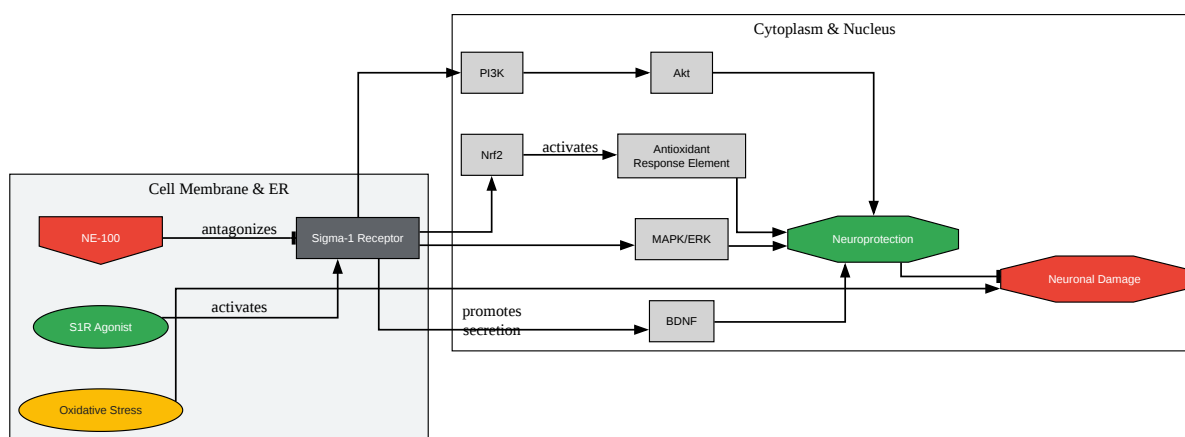 Cytoplasm & Nucleus
PI3K
Akt
Nrf2
activates
Antioxidant
Response Element
Cell Membrane & ER
NE-100
antagonizes
Sigma-1 Receptor
MAPK/ERK
Neuroprotection
Neuronal Damage
S1R Agonist
activates
promotes
secretion
BDNF
Oxidative Stress